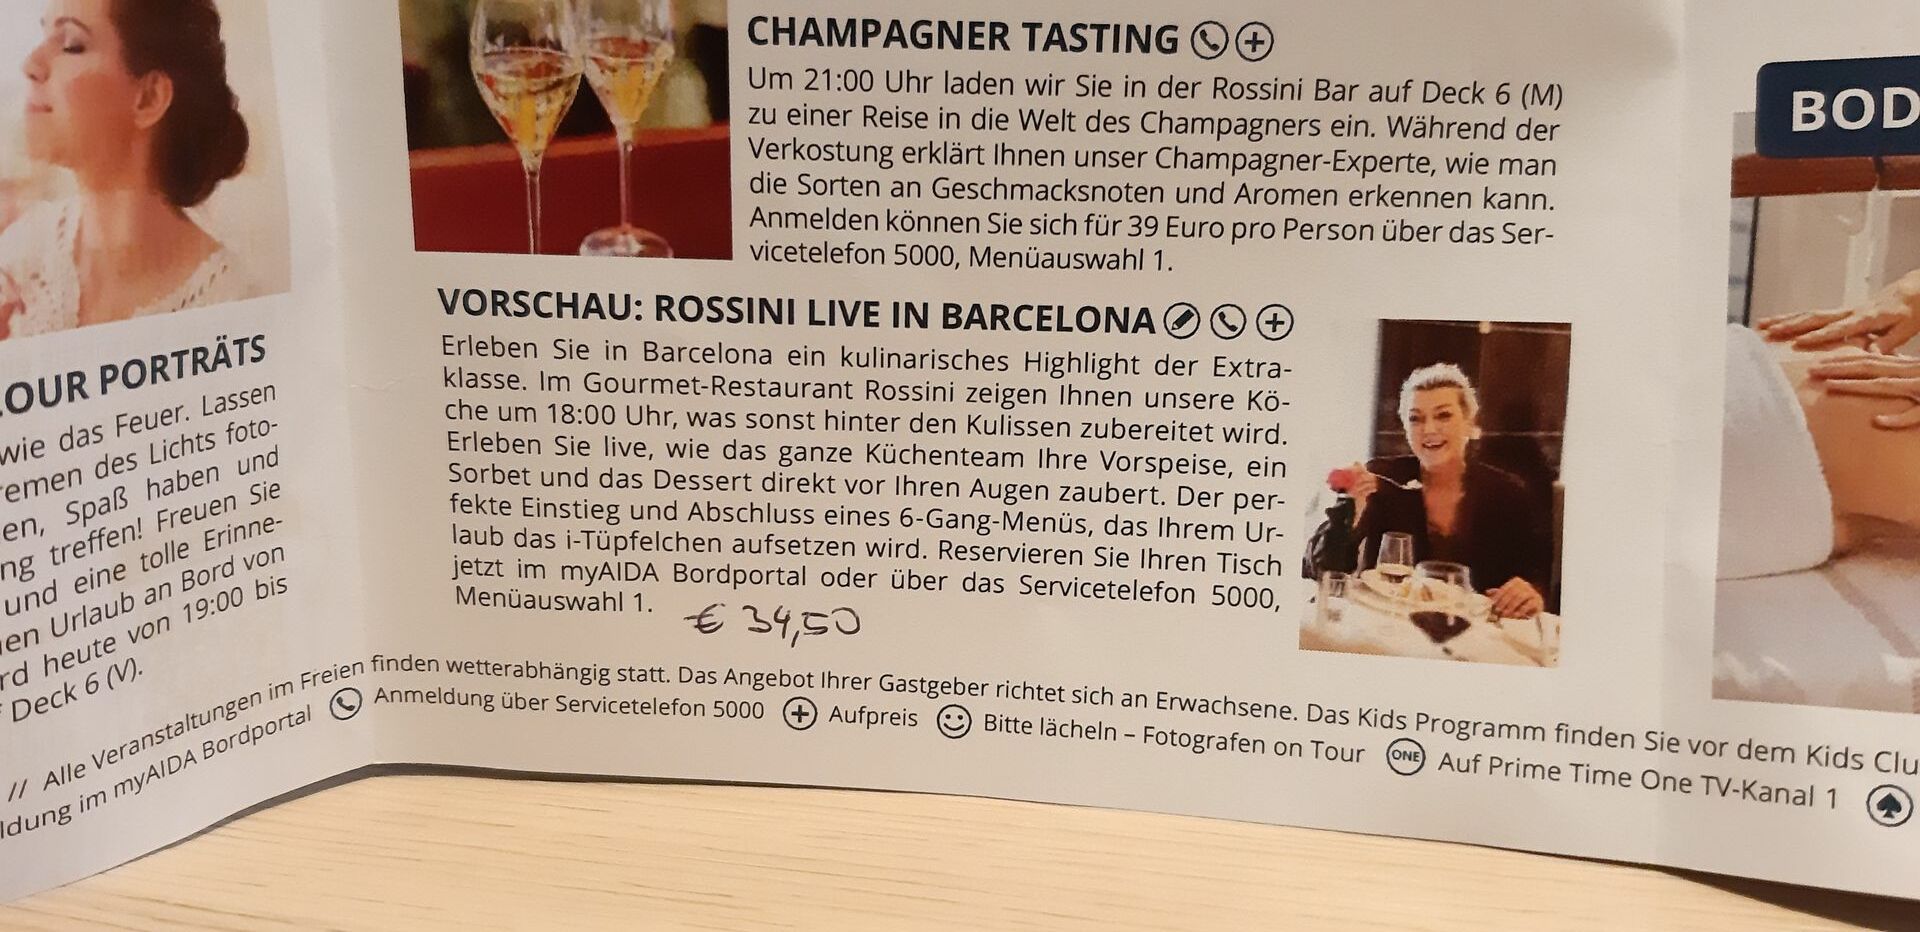 CHAMPAGNER TASTING
Um 21:00 Uhr laden wir Sie in der Rossini Bar auf Deck 6 (M)
zu einer Reise in die Welt des Champagners ein. Während der
Verkostung erklärt Ihnen unser Champagner-Experte, wie man
die Sorten an Geschmacksnoten und Aromen erkennen kann.
Anmelden können Sie sich für 39 Euro pro Person über das Ser-
vicetelefon 5000, Menüauswahl 1.
VORSCHAU: ROSSINI LIVE IN BARCELONA
Erleben Sie in Barcelona ein kulinarisches Highlight der Extra-
klasse. Im Gourmet-Restaurant Rossini zeigen Ihnen unsere Kö-
che um 18:00 Uhr, was sonst hinter den Kulissen zubereitet wird.
Erleben Sie live, wie das ganze Küchenteam Ihre Vorspeise, ein
Sorbet und das Dessert direkt vor Ihren Augen zaubert. Der per-
fekte Einstieg und Abschluss eines 6-Gang-Menüs, das Ihrem Ur-
laub das i-Tüpfelchen aufsetzen wird. Reservieren Sie Ihren Tisch
jetzt im myAIDA Bordportal oder über das Servicetelefon 5000,
Menüauswahl 1.
€ 34,50
OUR PORTRÄTS
wie das Feuer. Lassen
emen des Lichts foto-
en, Spaß haben und
ng treffen! Freuen Sie
und eine tolle Erinne-
en Urlaub an Bord von
rd heute von 19:00 bis
Deck 6 (V).
BOD
// Alle Veranstaltungen im Freien finden wetterabhängig statt. Das Angebot Ihrer Gastgeber richtet sich an Erwachsene. Das Kids Programm finden Sie vor dem Kids Clu
ldung im myAIDA Bordportal Anmeldung über Servicetelefon 5000 Aufpreis Bitte lächeln – Fotografen on Tour ONE Auf Prime Time One TV-Kanal 1